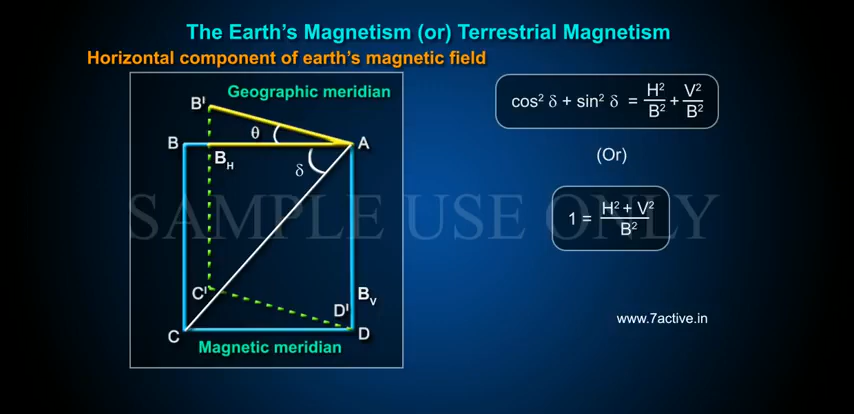 The Earth's Magnetism (or) Terrestrial Magnetism
Horizontal component of earth's magnetic field
Geographic meridian
B'
θ
B
A
B_H
δ
C'
B_V
D'
C
D
Magnetic meridian
cos² δ + sin² δ = H²/B² + V²/B²
(Or)
1 = H² + V²/B²
SAMPLE USE ONLY
www.7active.in